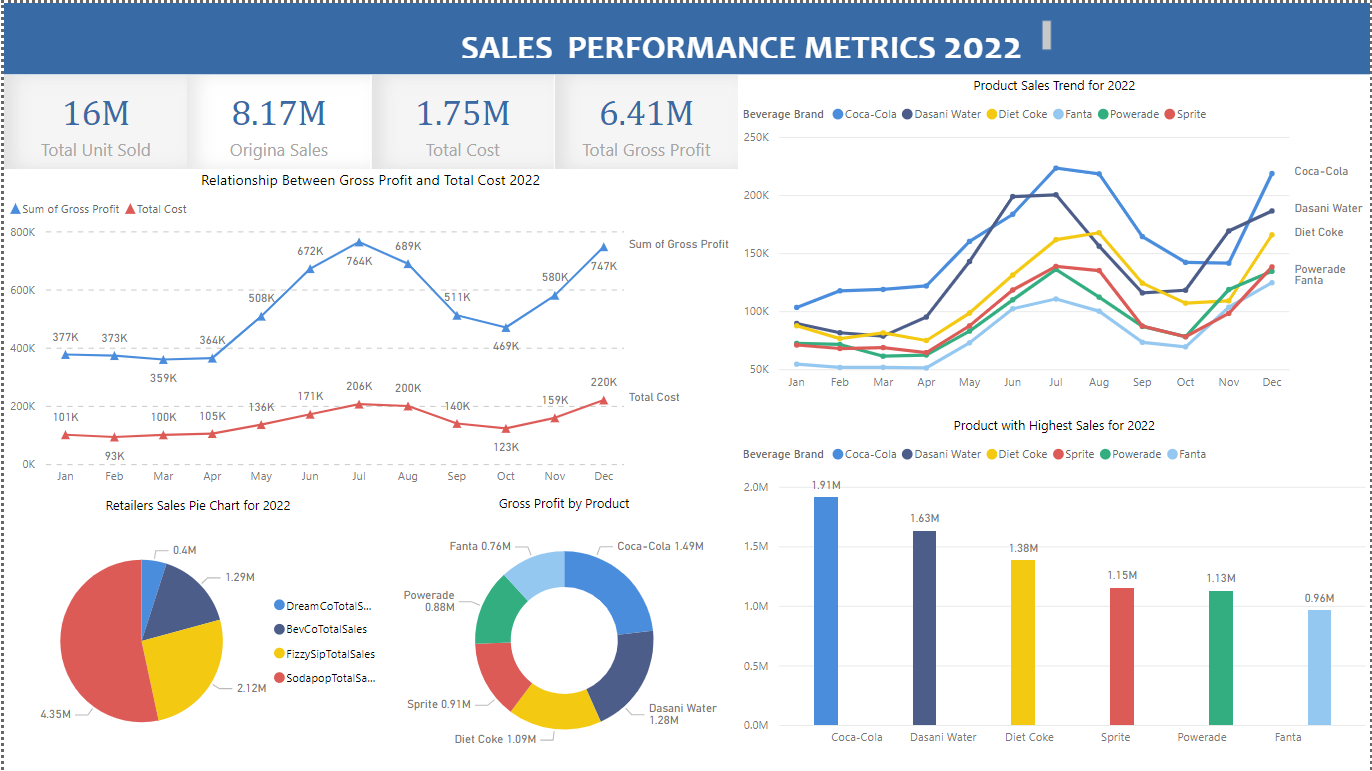 SALES PERFORMANCE METRICS 2022
16M
Total Unit Sold
8.17M
Origina Sales
1.75M
Total Cost
6.41M
Total Gross Profit
Relationship Between Gross Profit and Total Cost 2022
Sum of Gross Profit Total Cost
800K
600K
400K
200K
0K
377K 373K 359K 364K 508K 672K 764K 689K 511K 469K 580K 747K
Sum of Gross Profit
101K 93K 100K 105K 136K 171K 206K 200K 140K 123K 159K 220K
Total Cost
Jan Feb Mar Apr May Jun Jul Aug Sep Oct Nov Dec
Retailers Sales Pie Chart for 2022
0.4M
1.29M
2.12M
4.35M
DreamCoTotalS...
BevCoTotalSales
FizzySipTotalSales
SodapopTotalSa...
Gross Profit by Product
Fanta 0.76M
Coca-Cola 1.49M
Powerade
0.88M
Sprite 0.91M
Dasani Water
1.28M
Diet Coke 1.09M
Product Sales Trend for 2022
Beverage Brand Coca-Cola Dasani Water Diet Coke Fanta Powerade Sprite
250K
200K
150K
100K
50K
Coca-Cola
Dasani Water
Diet Coke
Powerade
Fanta
Jan Feb Mar Apr May Jun Jul Aug Sep Oct Nov Dec
Product with Highest Sales for 2022
Beverage Brand Coca-Cola Dasani Water Diet Coke Sprite Powerade Fanta
2.0M
1.5M
1.0M
0.5M
0.0M
1.91M
1.63M
1.38M
1.15M
1.13M
0.96M
Coca-Cola Dasani Water Diet Coke Sprite Powerade Fanta